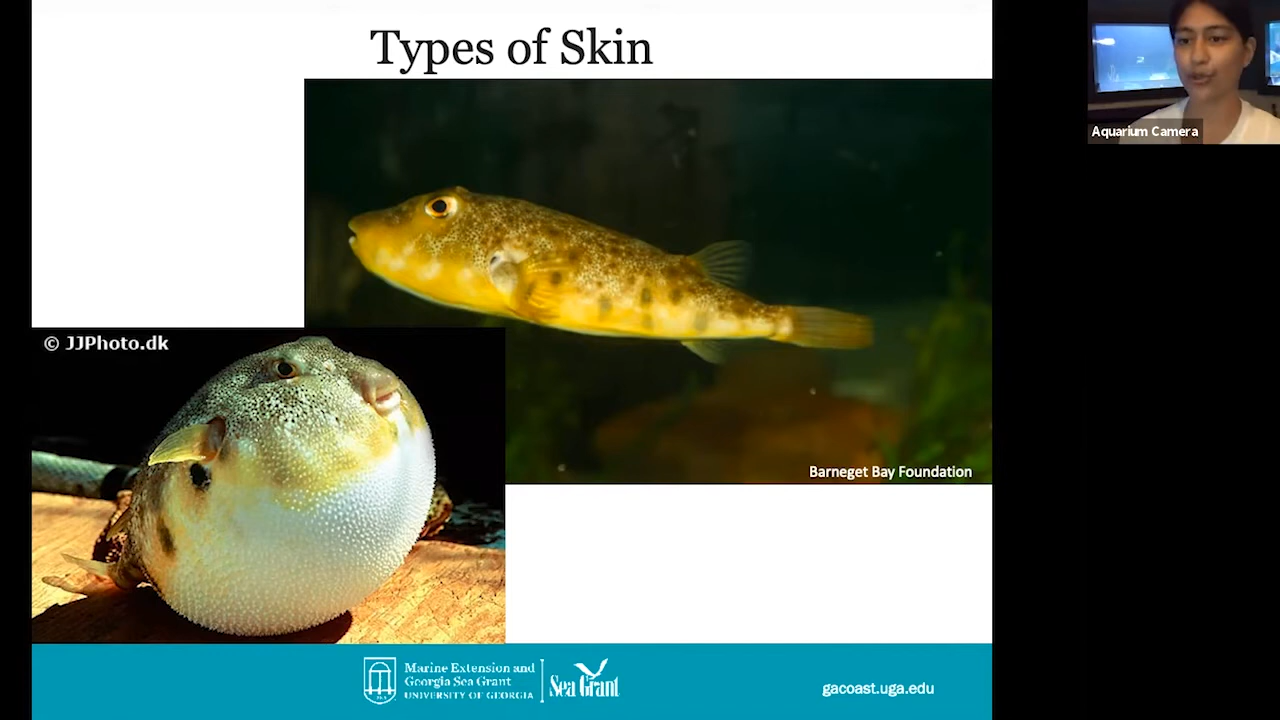 Types of Skin
Aquarium Camera
© JJPhoto.dk
Barneget Bay Foundation
Marine Extension and
Georgia Sea Grant
UNIVERSITY OF GEORGIA
Sea Grant
gacoast.uga.edu